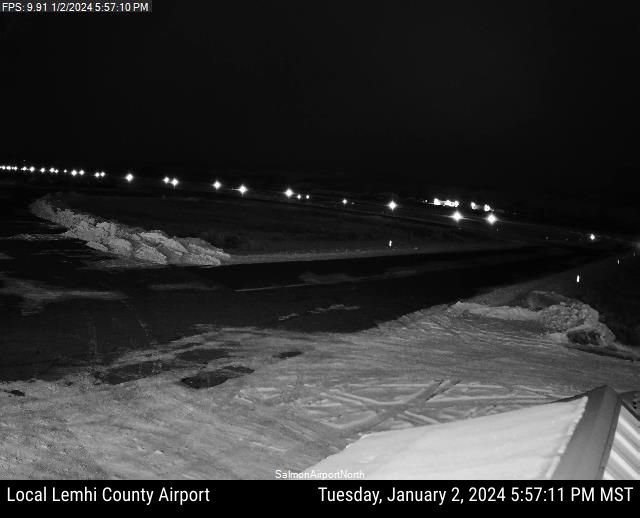 FPS: 9.91 1/2/2024 5:57:10 PM
SalmonAirportNorth
Local Lemhi County Airport
Tuesday, January 2, 2024 5:57:11 PM MST